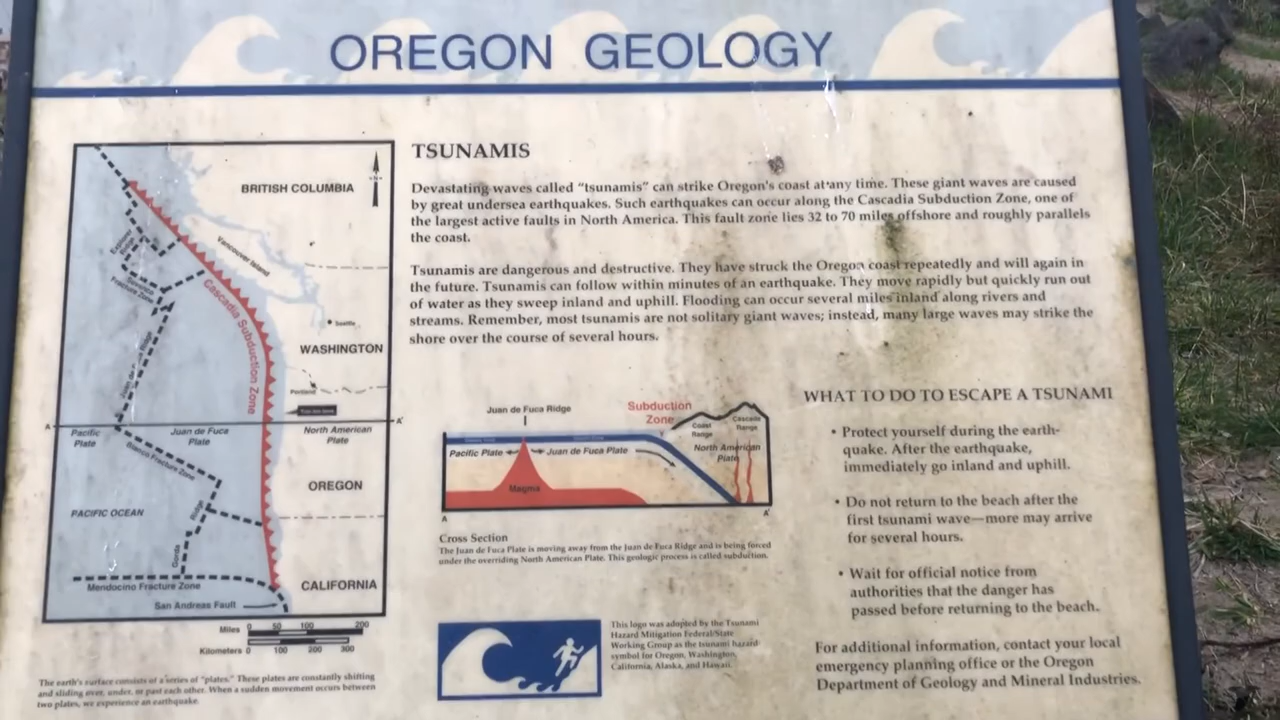 OREGON GEOLOGY
BRITISH COLUMBIA
N
Vancouver Island
Explorer Ridge
Sovanco
Fracture Zone
Cascadia Subduction Zone
Seattle
WASHINGTON
Portland
A
A'
Pacific
Plate
Juan de Fuca
Plate
North American
Plate
Blanco Fracture Zone
OREGON
PACIFIC OCEAN
Ridge
Gorda
CALIFORNIA
Mendocino Fracture Zone
San Andreas Fault
Miles 0 50 100 200
Kilometers 0 100 200 300
The earth's surface consists of a series of "plates." These plates are constantly shifting
and sliding over, under, or past each other. When a sudden movement occurs between
two plates, we experience an earthquake.
TSUNAMIS
Devastating waves called "tsunamis" can strike Oregon's coast at any time. These giant waves are caused
by great undersea earthquakes. Such earthquakes can occur along the Cascadia Subduction Zone, one of
the largest active faults in North America. This fault zone lies 32 to 70 miles offshore and roughly parallels
the coast.
Tsunamis are dangerous and destructive. They have struck the Oregon coast repeatedly and will again in
the future. Tsunamis can follow within minutes of an earthquake. They move rapidly but quickly run out
of water as they sweep inland and uphill. Flooding can occur several miles inland along rivers and
streams. Remember, most tsunamis are not solitary giant waves; instead, many large waves may strike the
shore over the course of several hours.
Juan de Fuca Ridge
Subduction
Zone
Coast
Range
Cascade
Range
Pacific Plate
Juan de Fuca Plate
North American
Plate
Magma
A
A'
Cross Section
The Juan de Fuca Plate is moving away from the Juan de Fuca Ridge and is being forced
under the overriding North American Plate. This geologic process is called subduction.
This logo was adopted by the Tsunami
Hazard Mitigation Federal/State
Working Group as the tsunami hazard
symbol for Oregon, Washington,
California, Alaska, and Hawaii.
WHAT TO DO TO ESCAPE A TSUNAMI
• Protect yourself during the earth-
quake. After the earthquake,
immediately go inland and uphill.
• Do not return to the beach after the
first tsunami wave—more may arrive
for several hours.
• Wait for official notice from
authorities that the danger has
passed before returning to the beach.
For additional information, contact your local
emergency planning office or the Oregon
Department of Geology and Mineral Industries.